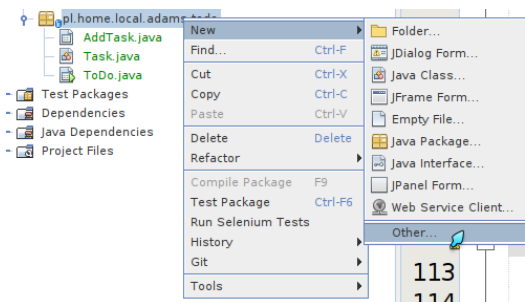 pl.home.local.adams.todo
AddTask.java
Task.java
ToDo.java
Test Packages
Dependencies
Java Dependencies
Project Files
New
Find... Ctrl-F
Cut Ctrl-X
Copy Ctrl-C
Paste Ctrl-V
Delete Delete
Refactor
Compile Package F9
Test Package Ctrl-F6
Run Selenium Tests
History
Git
Tools
Folder...
JDialog Form...
Java Class...
JFrame Form...
Empty File...
Java Package...
Java Interface...
JPanel Form...
Web Service Client...
Other...
113
114